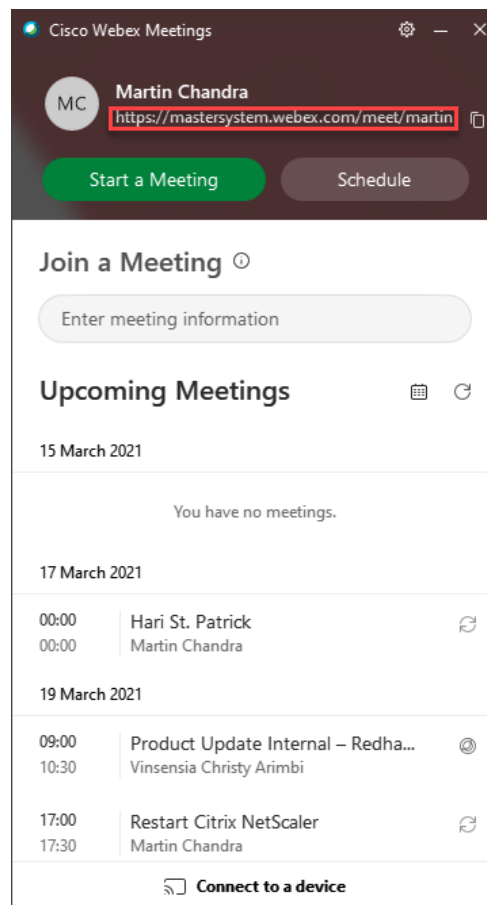 Cisco Webex Meetings
MC
Martin Chandra
https://mastersystem.webex.com/meet/martin
Start a Meeting
Schedule
Join a Meeting
Enter meeting information
Upcoming Meetings
15 March 2021
You have no meetings.
17 March 2021
00:00 Hari St. Patrick
00:00 Martin Chandra
19 March 2021
09:00 Product Update Internal – Redha...
10:30 Vinsensia Christy Arimbi
17:00 Restart Citrix NetScaler
17:30 Martin Chandra
Connect to a device